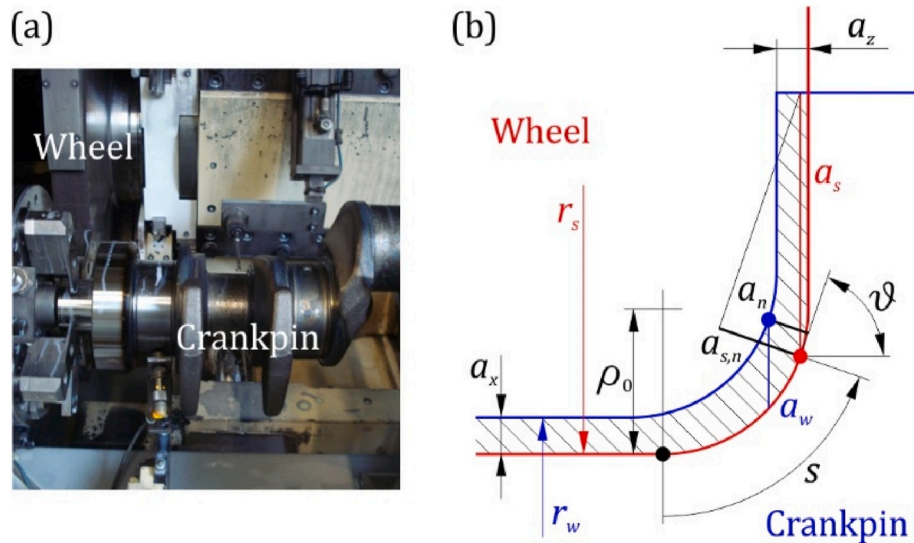 (a)
Wheel
Crankpin
(b)
a_z
Wheel
r_s
a_s
a_n
ϑ
a_{s,n}
a_x
ρ_0
a_w
s
r_w
Crankpin